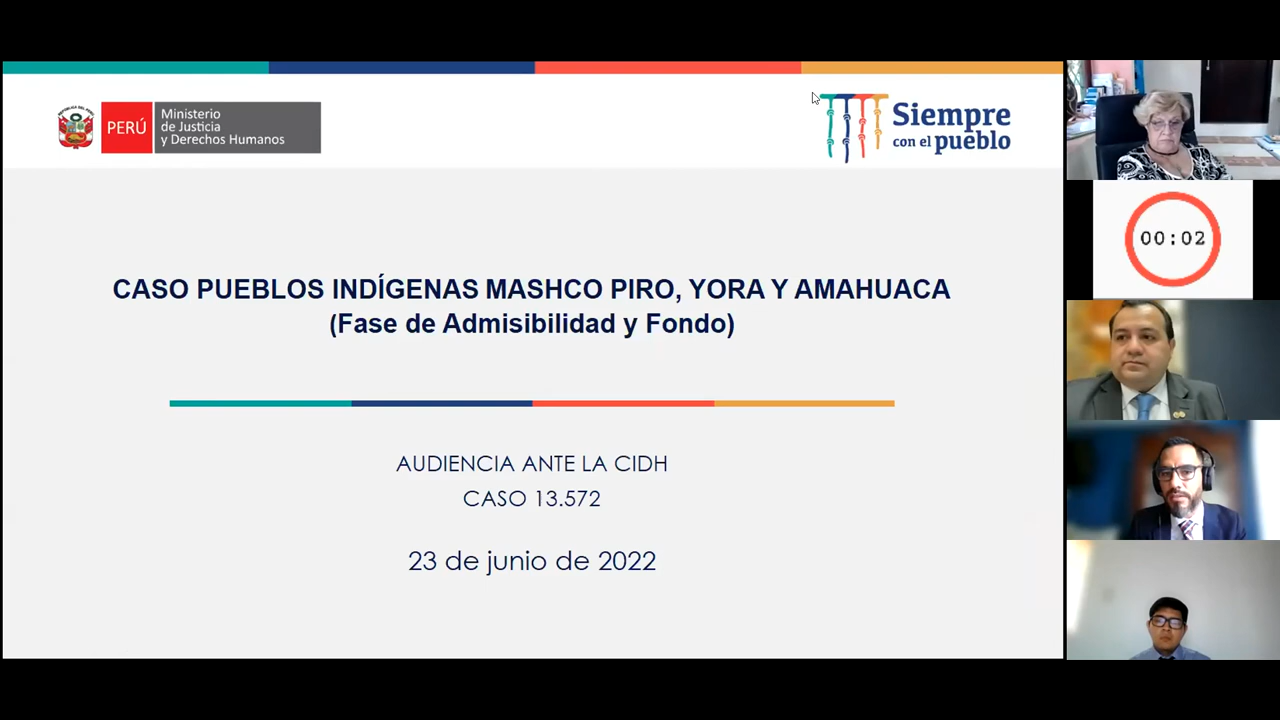 PERÚ
Ministerio
de Justicia
y Derechos Humanos
Siempre
con el pueblo
CASO PUEBLOS INDÍGENAS MASHCO PIRO, YORA Y AMAHUACA
(Fase de Admisibilidad y Fondo)
AUDIENCIA ANTE LA CIDH
CASO 13.572
23 de junio de 2022
00:02